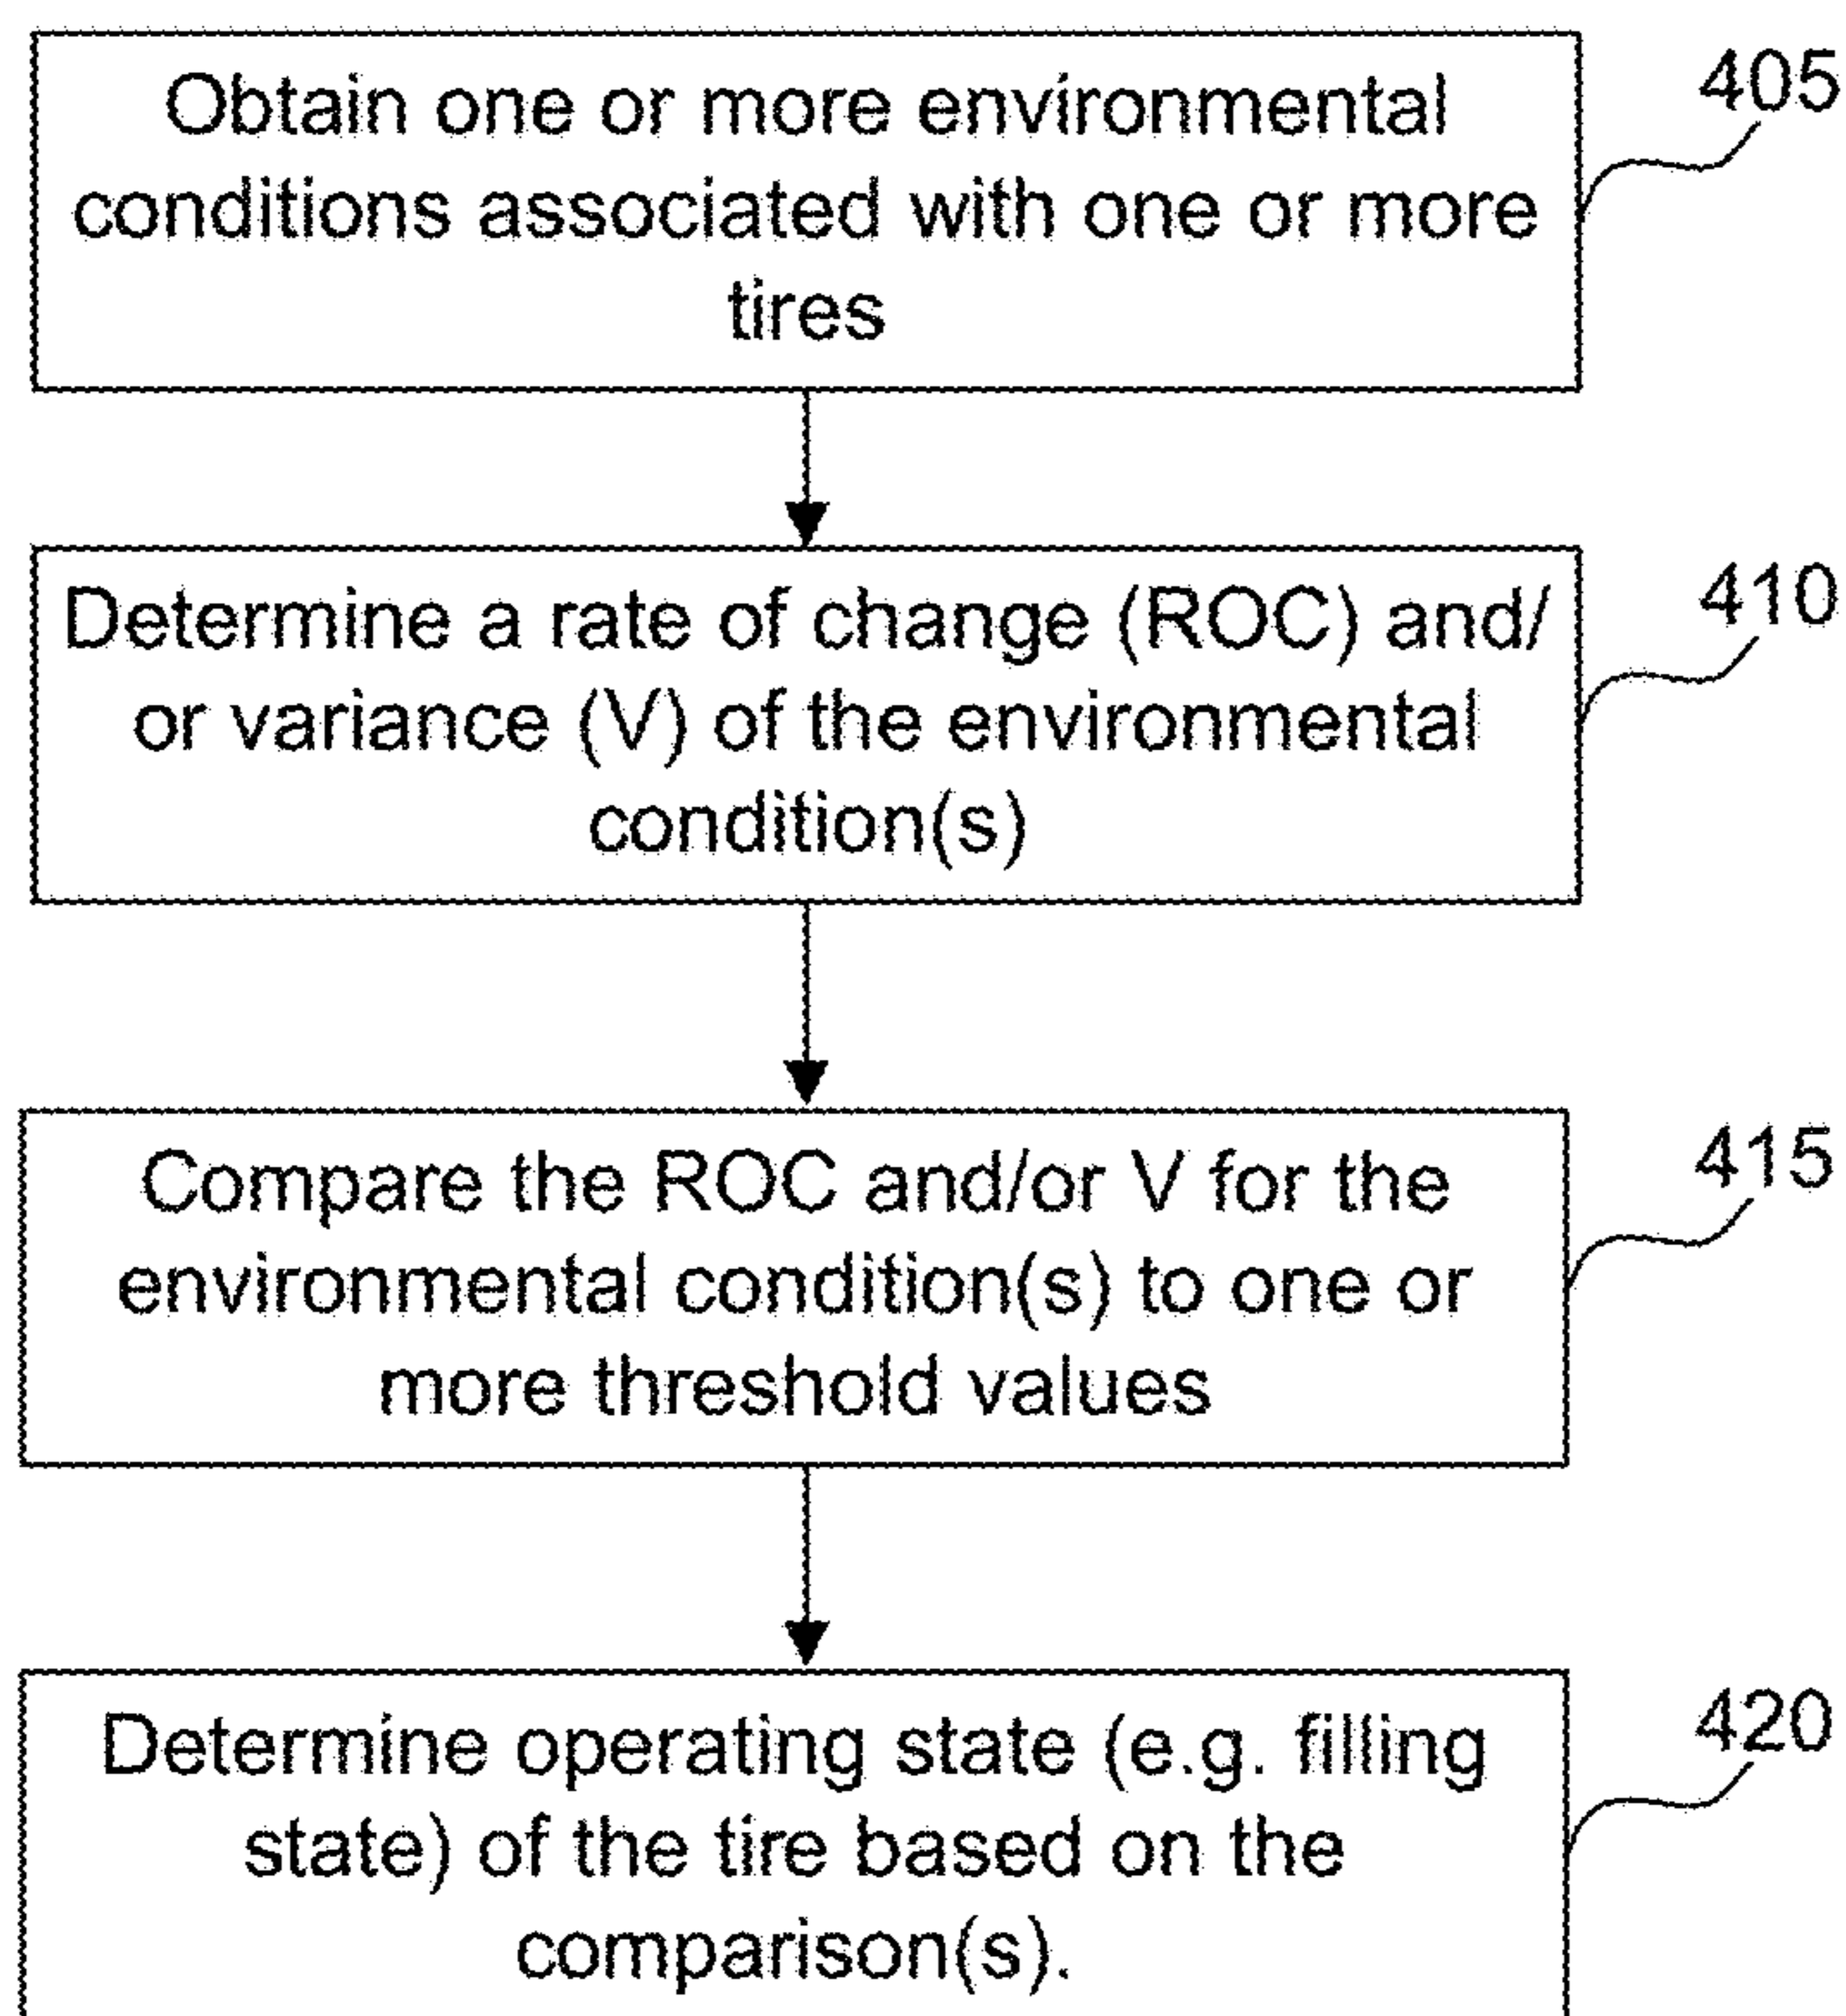 Obtain one or more environmental
conditions associated with one or more
tires
405
Determine a rate of change (ROC) and/
or variance (V) of the environmental
condition(s)
410
Compare the ROC and/or V for the
environmental condition(s) to one or
more threshold values
415
Determine operating state (e.g. filling
state) of the tire based on the
comparison(s).
420